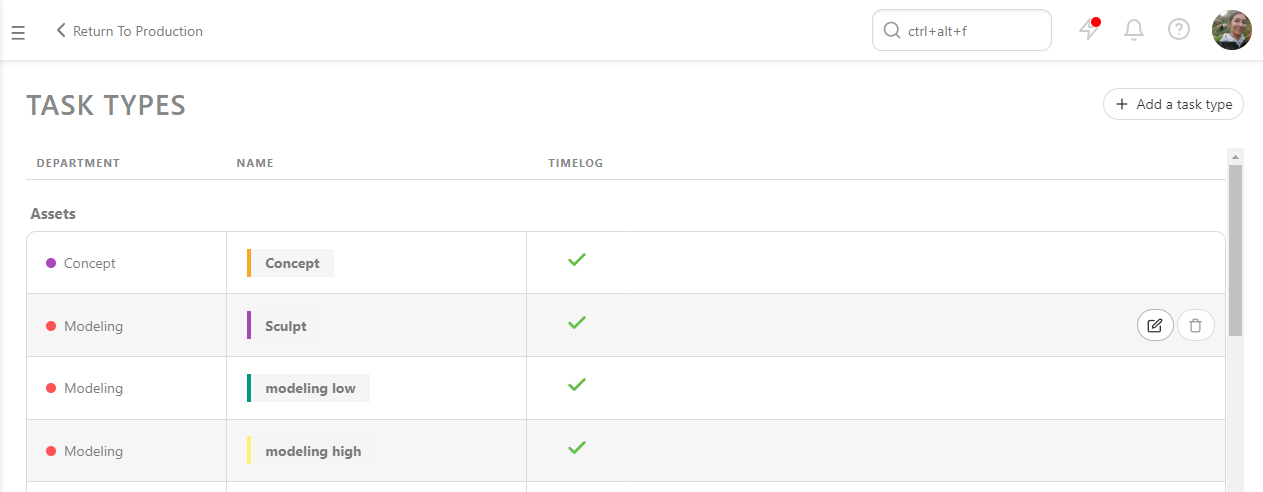 Return To Production
ctrl+alt+f
TASK TYPES
Add a task type
DEPARTMENT NAME TIMELOG
Assets
Concept Concept
Modeling Sculpt
Modeling modeling low
Modeling modeling high